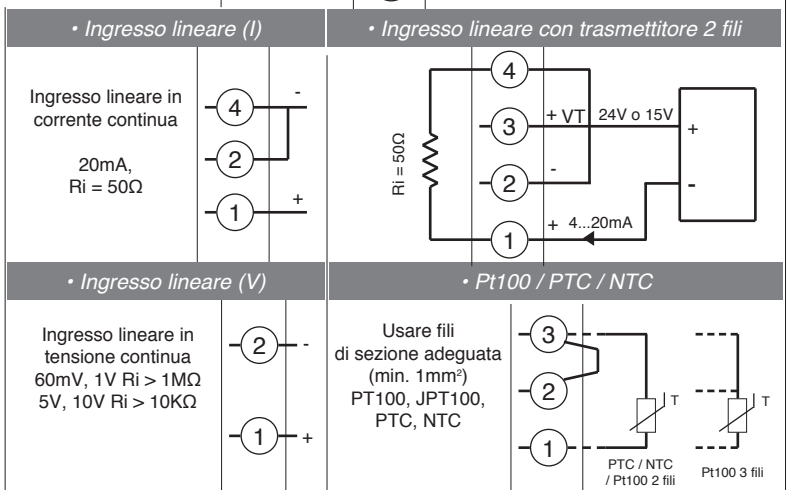 • Ingresso lineare (I)
• Ingresso lineare con trasmettitore 2 fili
Ingresso lineare in
corrente continua
20mA,
Ri = 50Ω
4
-
2
1
+
4
3
+ VT
24V o 15V
+
Ri = 50Ω
2
-
-
1
+ 4...20mA
• Ingresso lineare (V)
• Pt100 / PTC / NTC
Ingresso lineare in
tensione continua
60mV, 1V Ri > 1MΩ
5V, 10V Ri > 10KΩ
2
-
1
+
Usare fili
di sezione adeguata
(min. 1mm²)
PT100, JPT100,
PTC, NTC
3
2
1
T
T
PTC / NTC
/ Pt100 2 fili
Pt100 3 fili